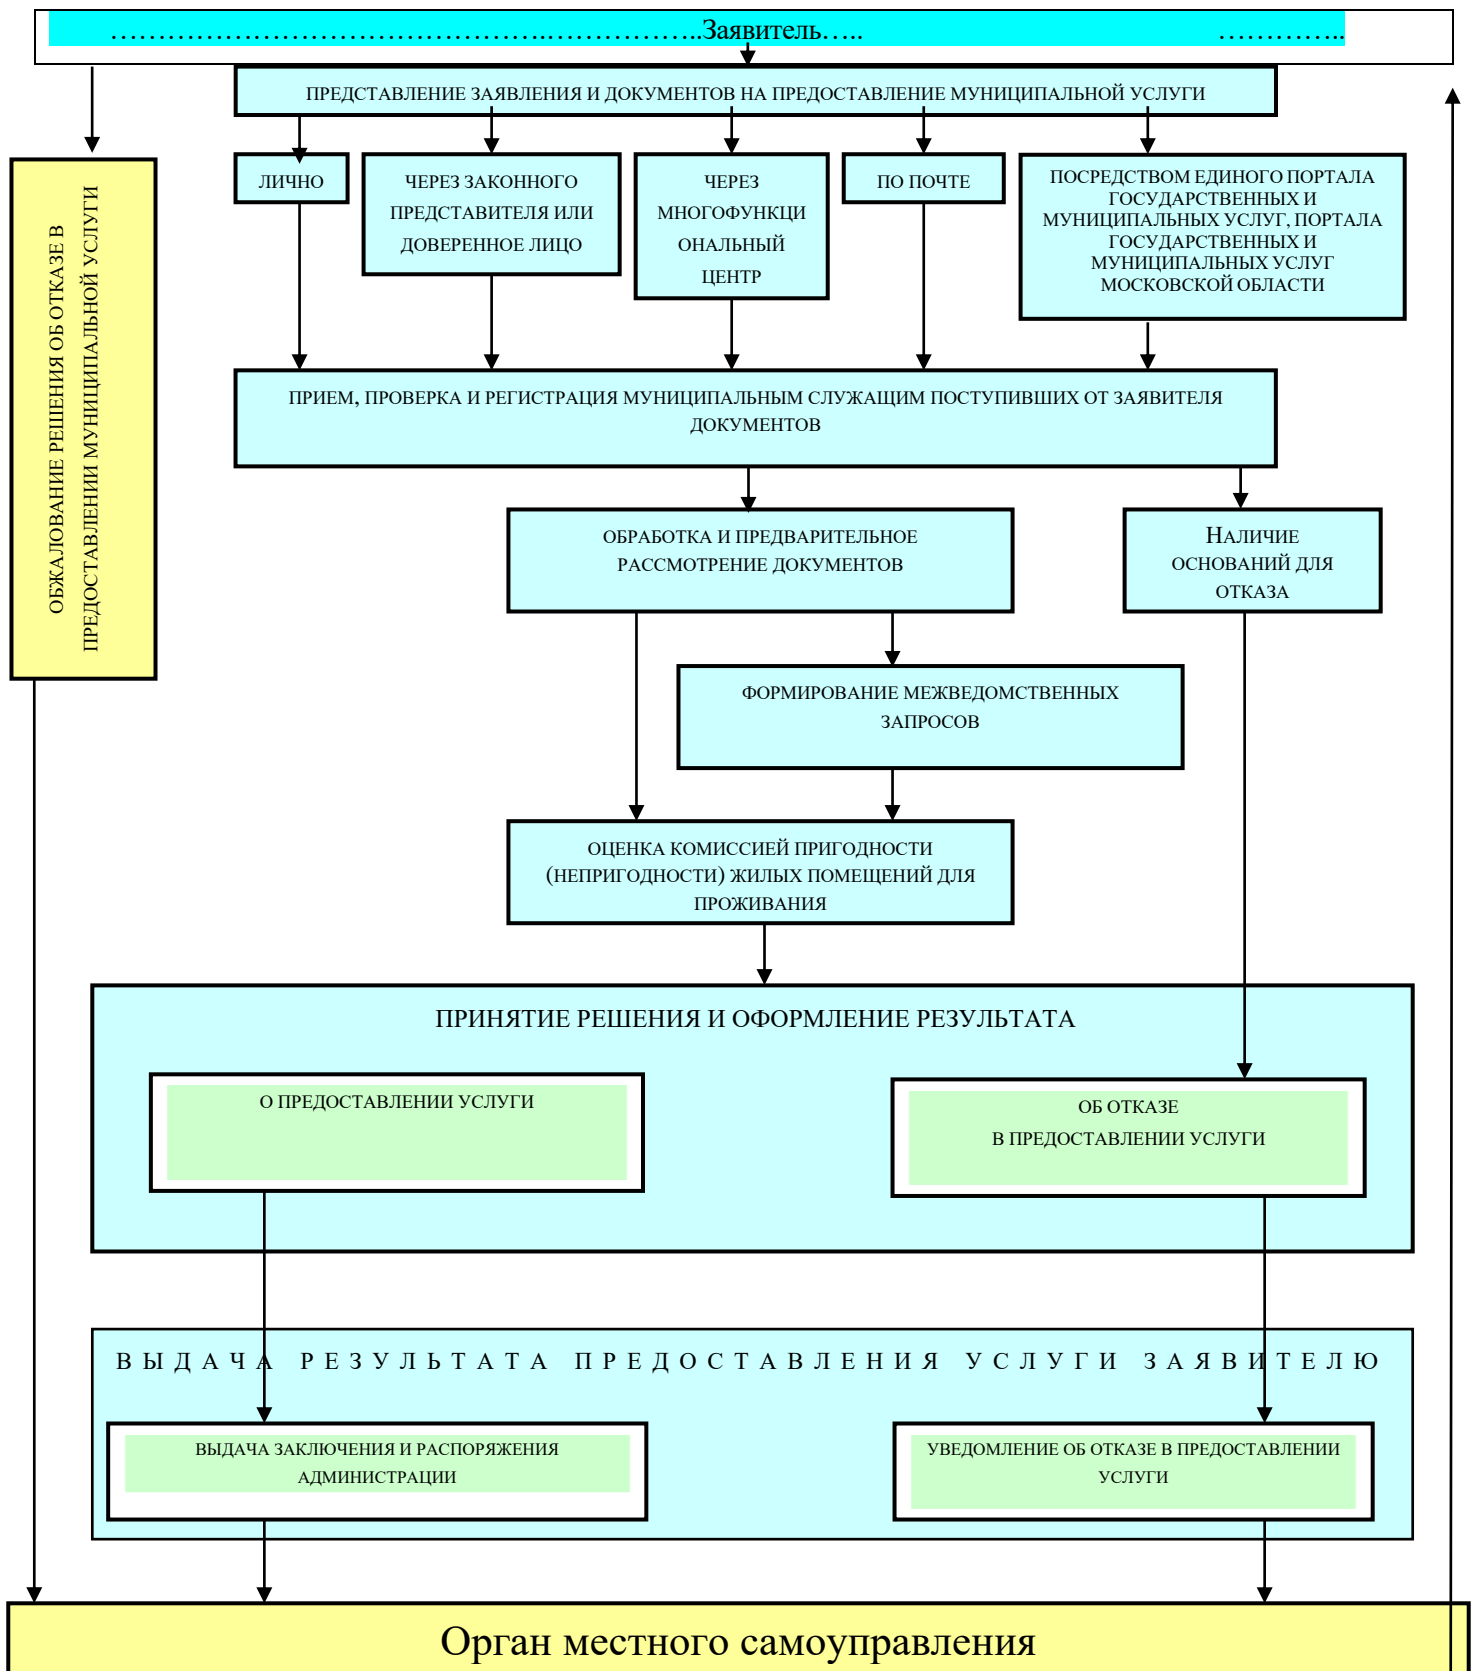 ……………………………………….……………..Заявитель….. …………..
ПРЕДСТАВЛЕНИЕ ЗАЯВЛЕНИЯ И ДОКУМЕНТОВ НА ПРЕДОСТАВЛЕНИЕ МУНИЦИПАЛЬНОЙ УСЛУГИ
ЛИЧНО
ЧЕРЕЗ ЗАКОННОГО
ПРЕДСТАВИТЕЛЯ ИЛИ
ДОВЕРЕННОЕ ЛИЦО
ЧЕРЕЗ
МНОГОФУНКЦИ
ОНАЛЬНЫЙ
ЦЕНТР
ПО ПОЧТЕ
ПОСРЕДСТВОМ ЕДИНОГО ПОРТАЛА
ГОСУДАРСТВЕННЫХ И
МУНИЦИПАЛЬНЫХ УСЛУГ, ПОРТАЛА
ГОСУДАРСТВЕННЫХ И
МУНИЦИПАЛЬНЫХ УСЛУГ
МОСКОВСКОЙ ОБЛАСТИ
ОБЖАЛОВАНИЕ РЕШЕНИЯ ОБ ОТКАЗЕ В
ПРЕДОСТАВЛЕНИИ МУНИЦИПАЛЬНОЙ УСЛУГИ
ПРИЕМ, ПРОВЕРКА И РЕГИСТРАЦИЯ МУНИЦИПАЛЬНЫМ СЛУЖАЩИМ ПОСТУПИВШИХ ОТ ЗАЯВИТЕЛЯ
ДОКУМЕНТОВ
ОБРАБОТКА И ПРЕДВАРИТЕЛЬНОЕ
РАССМОТРЕНИЕ ДОКУМЕНТОВ
НАЛИЧИЕ
ОСНОВАНИЙ ДЛЯ
ОТКАЗА
ФОРМИРОВАНИЕ МЕЖВЕДОМСТВЕННЫХ
ЗАПРОСОВ
ОЦЕНКА КОМИССИЕЙ ПРИГОДНОСТИ
(НЕПРИГОДНОСТИ) ЖИЛЫХ ПОМЕЩЕНИЙ ДЛЯ
ПРОЖИВАНИЯ
ПРИНЯТИЕ РЕШЕНИЯ И ОФОРМЛЕНИЕ РЕЗУЛЬТАТА
О ПРЕДОСТАВЛЕНИИ УСЛУГИ
ОБ ОТКАЗЕ
В ПРЕДОСТАВЛЕНИИ УСЛУГИ
ВЫДАЧА РЕЗУЛЬТАТА ПРЕДОСТАВЛЕНИЯ УСЛУГИ ЗАЯВИТЕЛЮ
ВЫДАЧА ЗАКЛЮЧЕНИЯ И РАСПОРЯЖЕНИЯ
АДМИНИСТРАЦИИ
УВЕДОМЛЕНИЕ ОБ ОТКАЗЕ В ПРЕДОСТАВЛЕНИИ
УСЛУГИ
Орган местного самоуправления